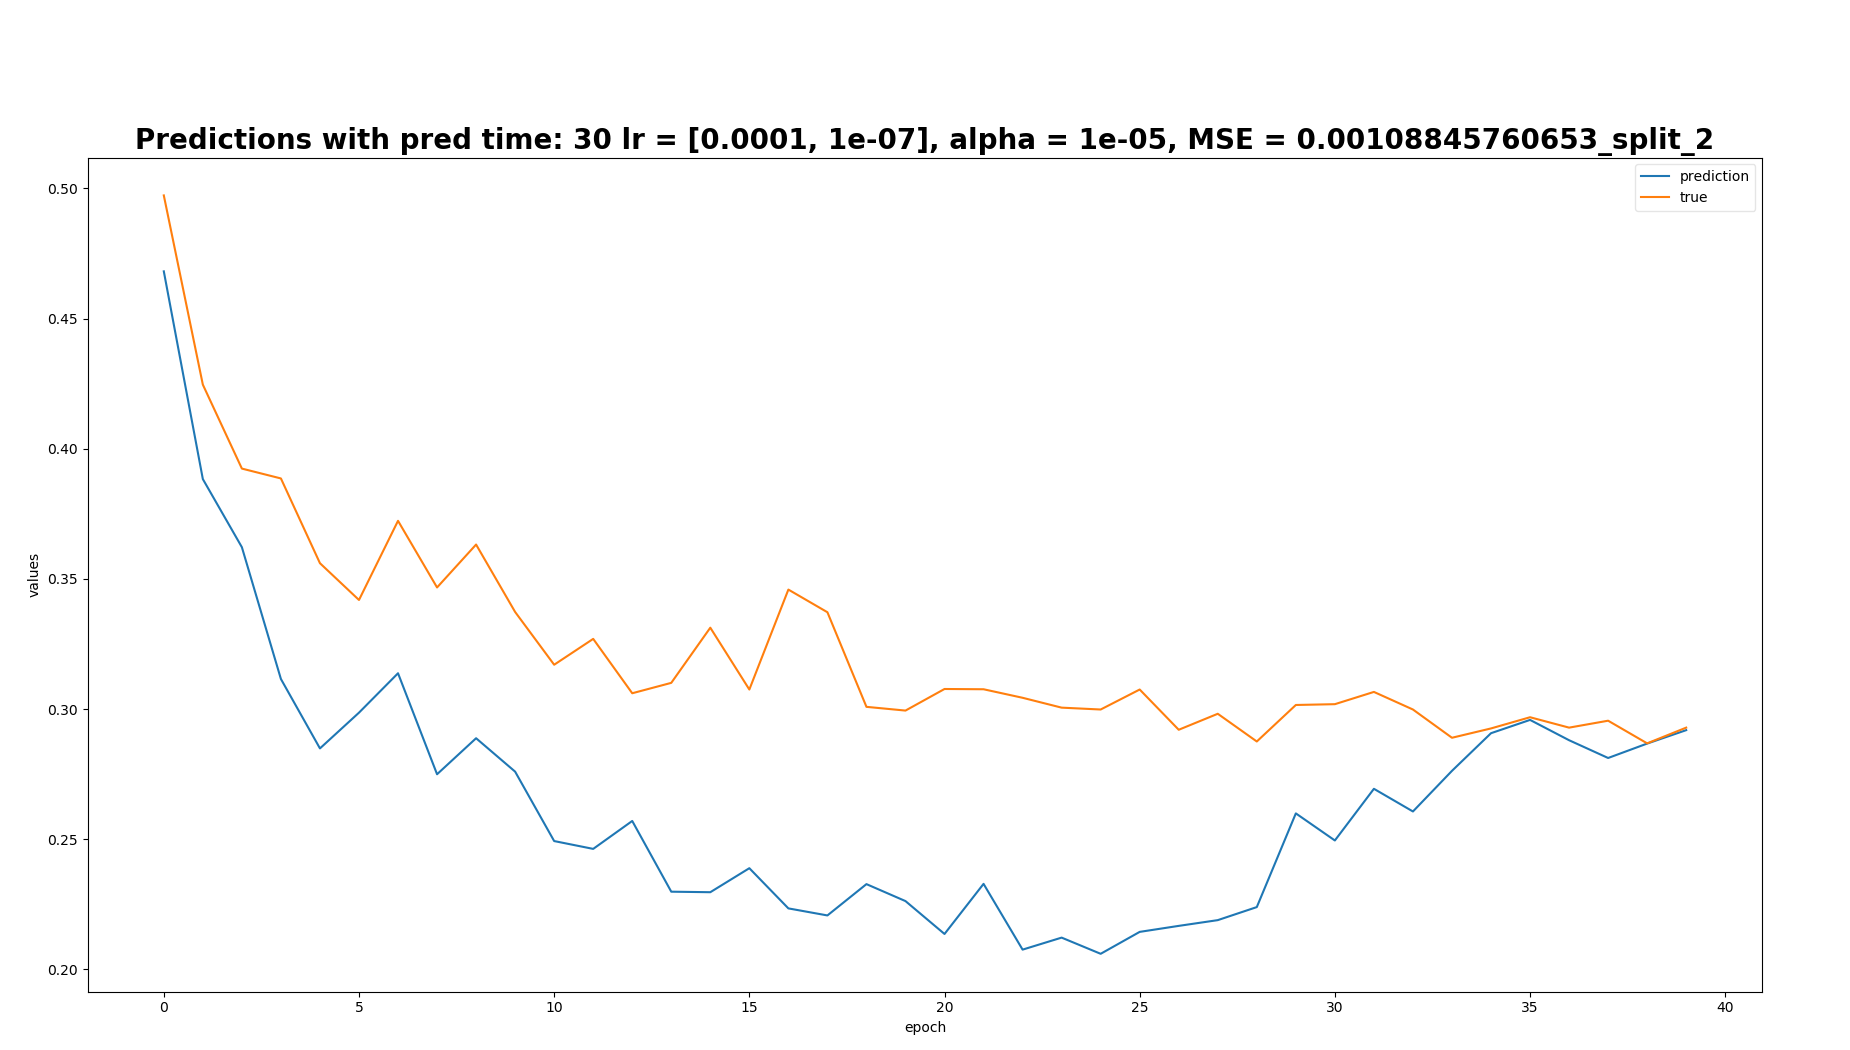 Predictions with pred time: 30 lr = [0.0001, 1e-07], alpha = 1e-05, MSE = 0.00108845760653_split_2
prediction
true
0.50
0.45
0.40
0.35
0.30
0.25
0.20
values
0 5 10 15 20 25 30 35 40
epoch